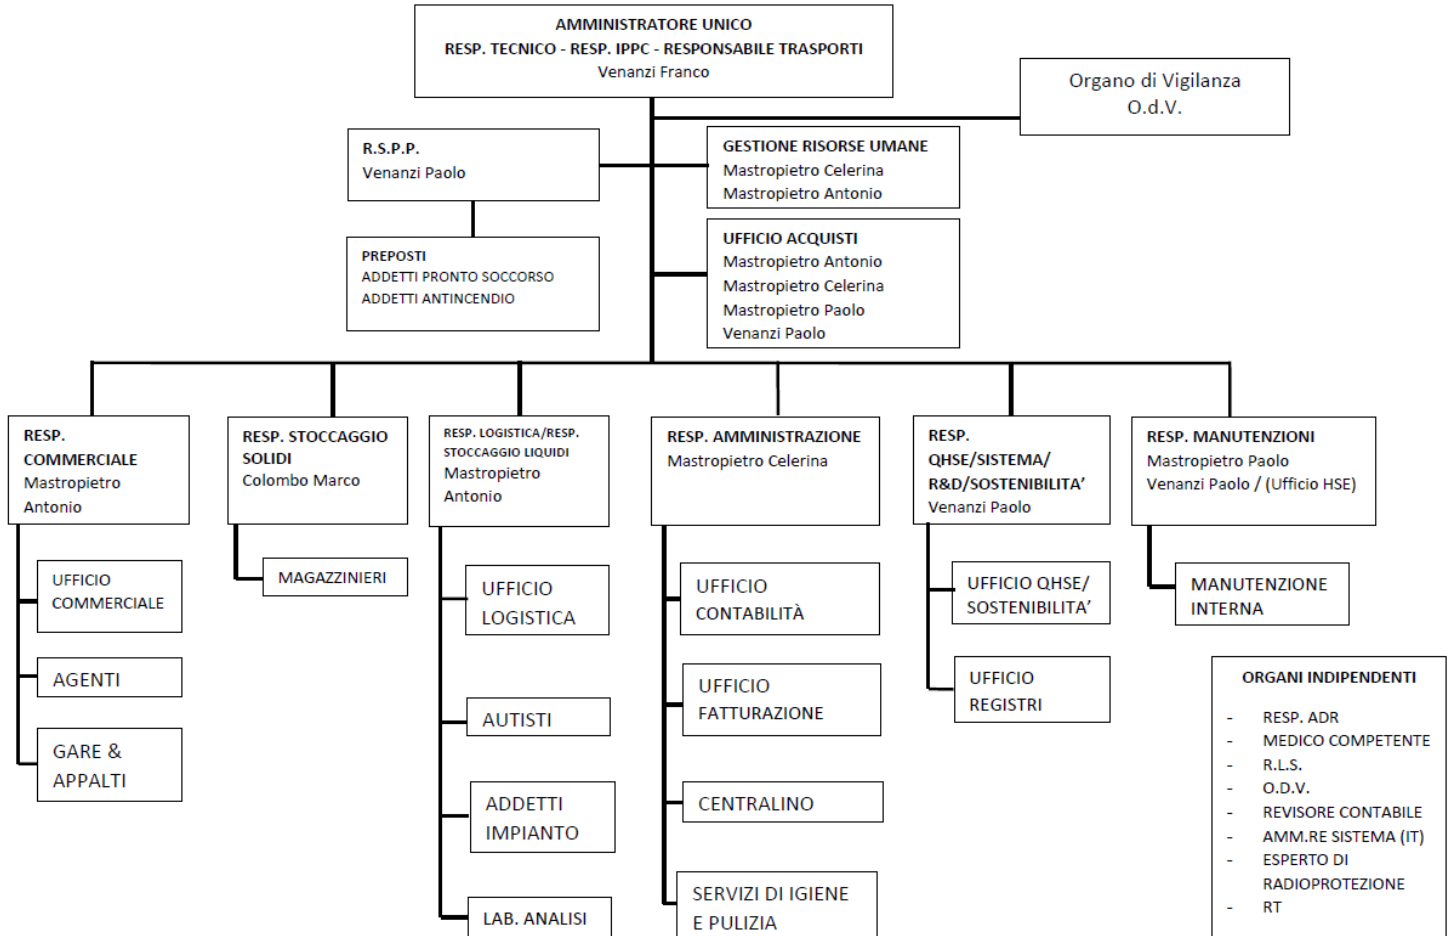 AMMINISTRATORE UNICO
RESP. TECNICO - RESP. IPPC - RESPONSABILE TRASPORTI
Venanzi Franco
Organo di Vigilanza
O.d.V.
R.S.P.P.
Venanzi Paolo
GESTIONE RISORSE UMANE
Mastropietro Celerina
Mastropietro Antonio
PREPOSTI
ADDETTI PRONTO SOCCORSO
ADDETTI ANTINCENDIO
UFFICIO ACQUISTI
Mastropietro Antonio
Mastropietro Celerina
Mastropietro Paolo
Venanzi Paolo
RESP.
COMMERCIALE
Mastropietro
Antonio
RESP. STOCCAGGIO
SOLIDI
Colombo Marco
RESP. LOGISTICA/RESP.
STOCCAGGIO LIQUIDI
Mastropietro
Antonio
RESP. AMMINISTRAZIONE
Mastropietro Celerina
RESP.
QHSE/SISTEMA/
R&D/SOSTENIBILITA’
Venanzi Paolo
RESP. MANUTENZIONI
Mastropietro Paolo
Venanzi Paolo / (Ufficio HSE)
UFFICIO
COMMERCIALE
AGENTI
GARE &
APPALTI
MAGAZZINIERI
UFFICIO
LOGISTICA
AUTISTI
ADDETTI
IMPIANTO
LAB. ANALISI
UFFICIO
CONTABILITÀ
UFFICIO
FATTURAZIONE
CENTRALINO
SERVIZI DI IGIENE
E PULIZIA
UFFICIO QHSE/
SOSTENIBILITA’
UFFICIO
REGISTRI
MANUTENZIONE
INTERNA
ORGANI INDIPENDENTI
- RESP. ADR
- MEDICO COMPETENTE
- R.L.S.
- O.D.V.
- REVISORE CONTABILE
- AMM.RE SISTEMA (IT)
- ESPERTO DI
RADIOPROTEZIONE
- RT